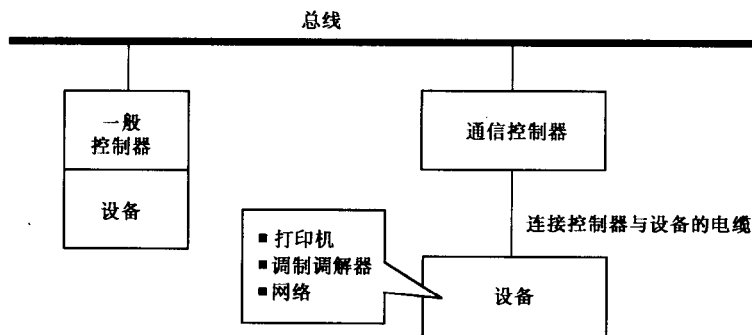 总线
一般
控制器
设备
通信控制器
连接控制器与设备的电缆
■ 打印机
■ 调制调解器
■ 网络
设备